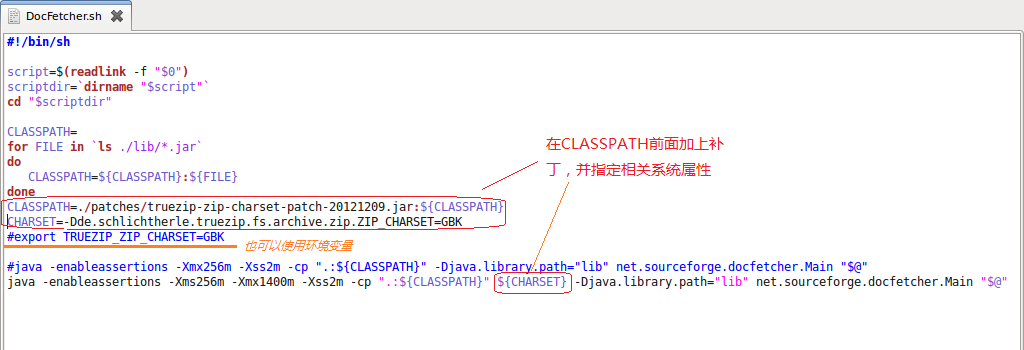 DocFetcher.sh
#!/bin/sh
script=$(readlink -f "$0")
scriptdir=`dirname "$script"`
cd "$scriptdir"
CLASSPATH=
for FILE in `ls ./lib/*.jar`
do
CLASSPATH=${CLASSPATH}:${FILE}
done
在CLASSPATH前面加上补
丁，并指定相关系统属性
CLASSPATH=./patches/truezip-zip-charset-patch-20121209.jar:${CLASSPATH}
CHARSET=-Dde.schlichtherle.truezip.fs.archive.zip.ZIP_CHARSET=GBK
#export TRUEZIP_ZIP_CHARSET=GBK
也可以使用环境变量
#java -enableassertions -Xmx256m -Xss2m -cp ".:${CLASSPATH}" -Djava.library.path="lib" net.sourceforge.docfetcher.Main "$@"
java -enableassertions -Xms256m -Xmx1400m -Xss2m -cp ".:${CLASSPATH}" ${CHARSET} -Djava.library.path="lib" net.sourceforge.docfetcher.Main "$@"